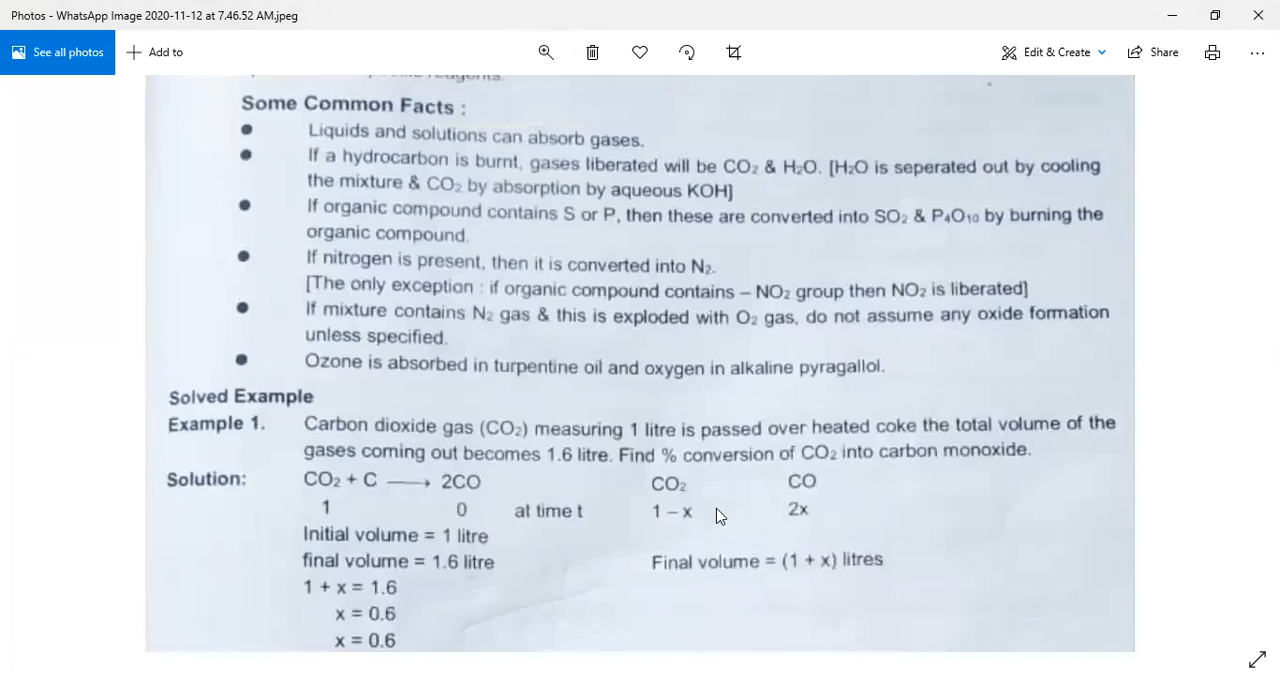 Photos - WhatsApp Image 2020-11-12 at 7.46.52 AM.jpeg
See all photos
Add to
Edit & Create
Share
Some Common Facts :
Liquids and solutions can absorb gases.
If a hydrocarbon is burnt, gases liberated will be CO₂ & H₂O. [H₂O is seperated out by cooling
the mixture & CO₂ by absorption by aqueous KOH]
If organic compound contains S or P, then these are converted into SO₂ & P₄O₁₀ by burning the
organic compound.
If nitrogen is present, then it is converted into N₂.
[The only exception : if organic compound contains – NO₂ group then NO₂ is liberated]
If mixture contains N₂ gas & this is exploded with O₂ gas, do not assume any oxide formation
unless specified.
Ozone is absorbed in turpentine oil and oxygen in alkaline pyragallol.
Solved Example
Example 1. Carbon dioxide gas (CO₂) measuring 1 litre is passed over heated coke the total volume of the
gases coming out becomes 1.6 litre. Find % conversion of CO₂ into carbon monoxide.
Solution: CO₂ + C ⟶ 2CO CO₂ CO
1 0 at time t 1 – x 2x
Initial volume = 1 litre
final volume = 1.6 litre Final volume = (1 + x) litres
1 + x = 1.6
x = 0.6
x = 0.6